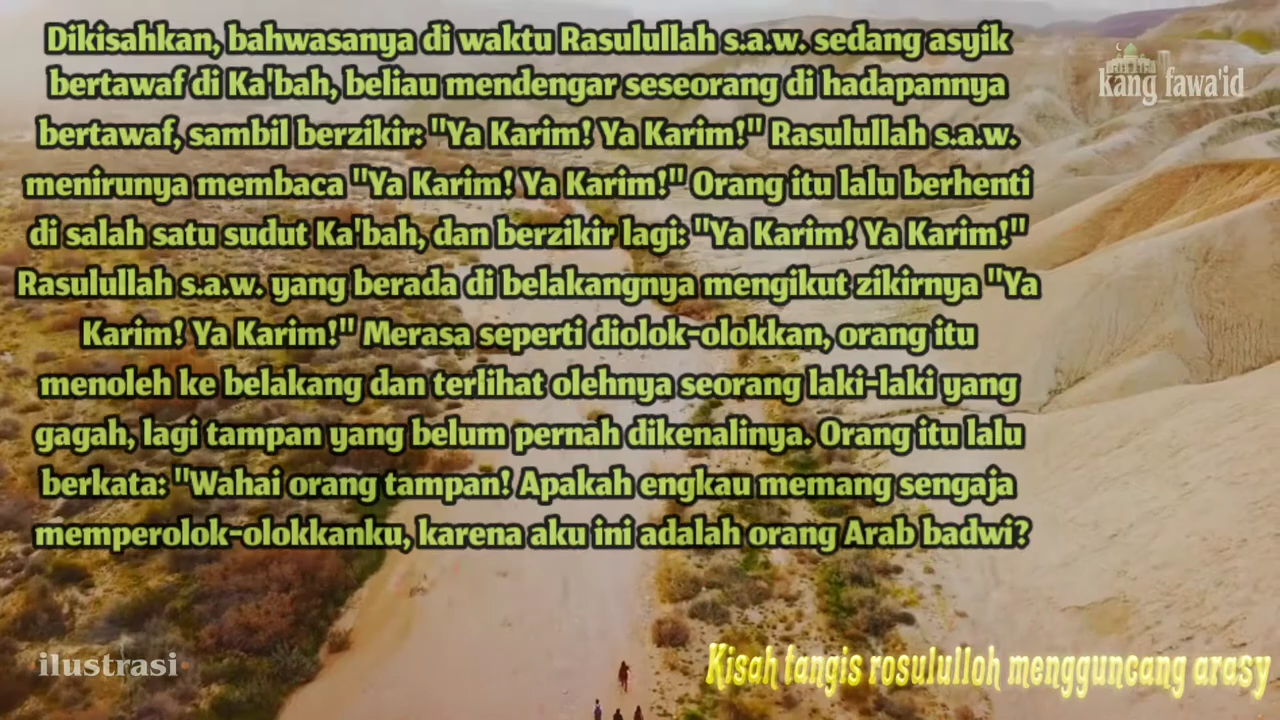 Dikisahkan, bahwasanya di waktu Rasulullah s.a.w. sedang asyik
bertawaf di Ka'bah, beliau mendengar seseorang di hadapannya
bertawaf, sambil berzikir: "Ya Karim! Ya Karim!" Rasulullah s.a.w.
menirunya membaca "Ya Karim! Ya Karim!" Orang itu lalu berhenti
di salah satu sudut Ka'bah, dan berzikir lagi: "Ya Karim! Ya Karim!"
Rasulullah s.a.w. yang berada di belakangnya mengikut zikirnya "Ya
Karim! Ya Karim!" Merasa seperti diolok-olokkan, orang itu
menoleh ke belakang dan terlihat olehnya seorang laki-laki yang
gagah, lagi tampan yang belum pernah dikenalinya. Orang itu lalu
berkata: "Wahai orang tampan! Apakah engkau memang sengaja
memperolok-olokkanku, karena aku ini adalah orang Arab badwi?
kang fawa'id
ilustrasi
Kisah tangis rosululloh mengguncang arasy